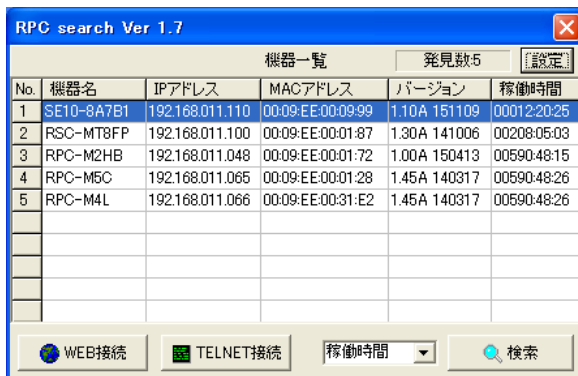 RPC search Ver 1.7
機器一覧 発見数:5 設定
No. 機器名 IPアドレス MACアドレス バージョン 稼働時間
1 SE10-8A7B1 192.168.011.110 00:09:EE:00:09:99 1.10A 151109 00012:20:25
2 RSC-MT8FP 192.168.011.100 00:09:EE:00:01:87 1.30A 141006 00208:05:03
3 RPC-M2HB 192.168.011.048 00:09:EE:00:01:72 1.00A 150413 00590:48:15
4 RPC-M5C 192.168.011.065 00:09:EE:00:01:28 1.45A 140317 00590:48:26
5 RPC-M4L 192.168.011.066 00:09:EE:00:31:E2 1.45A 140317 00590:48:26
WEB接続 TELNET接続 稼働時間 検索